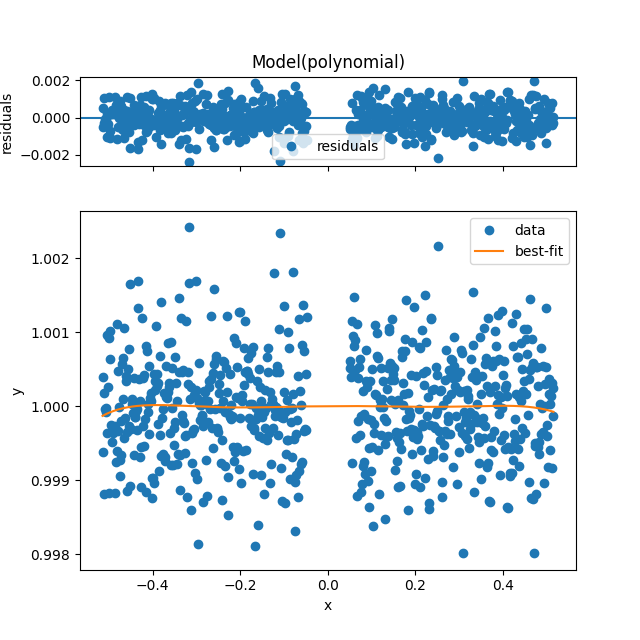 Model(polynomial)
0.002
0.000
−0.002
residuals
residuals
data
best-fit
1.002
1.001
1.000
0.999
0.998
y
−0.4
−0.2
0.0
0.2
0.4
x